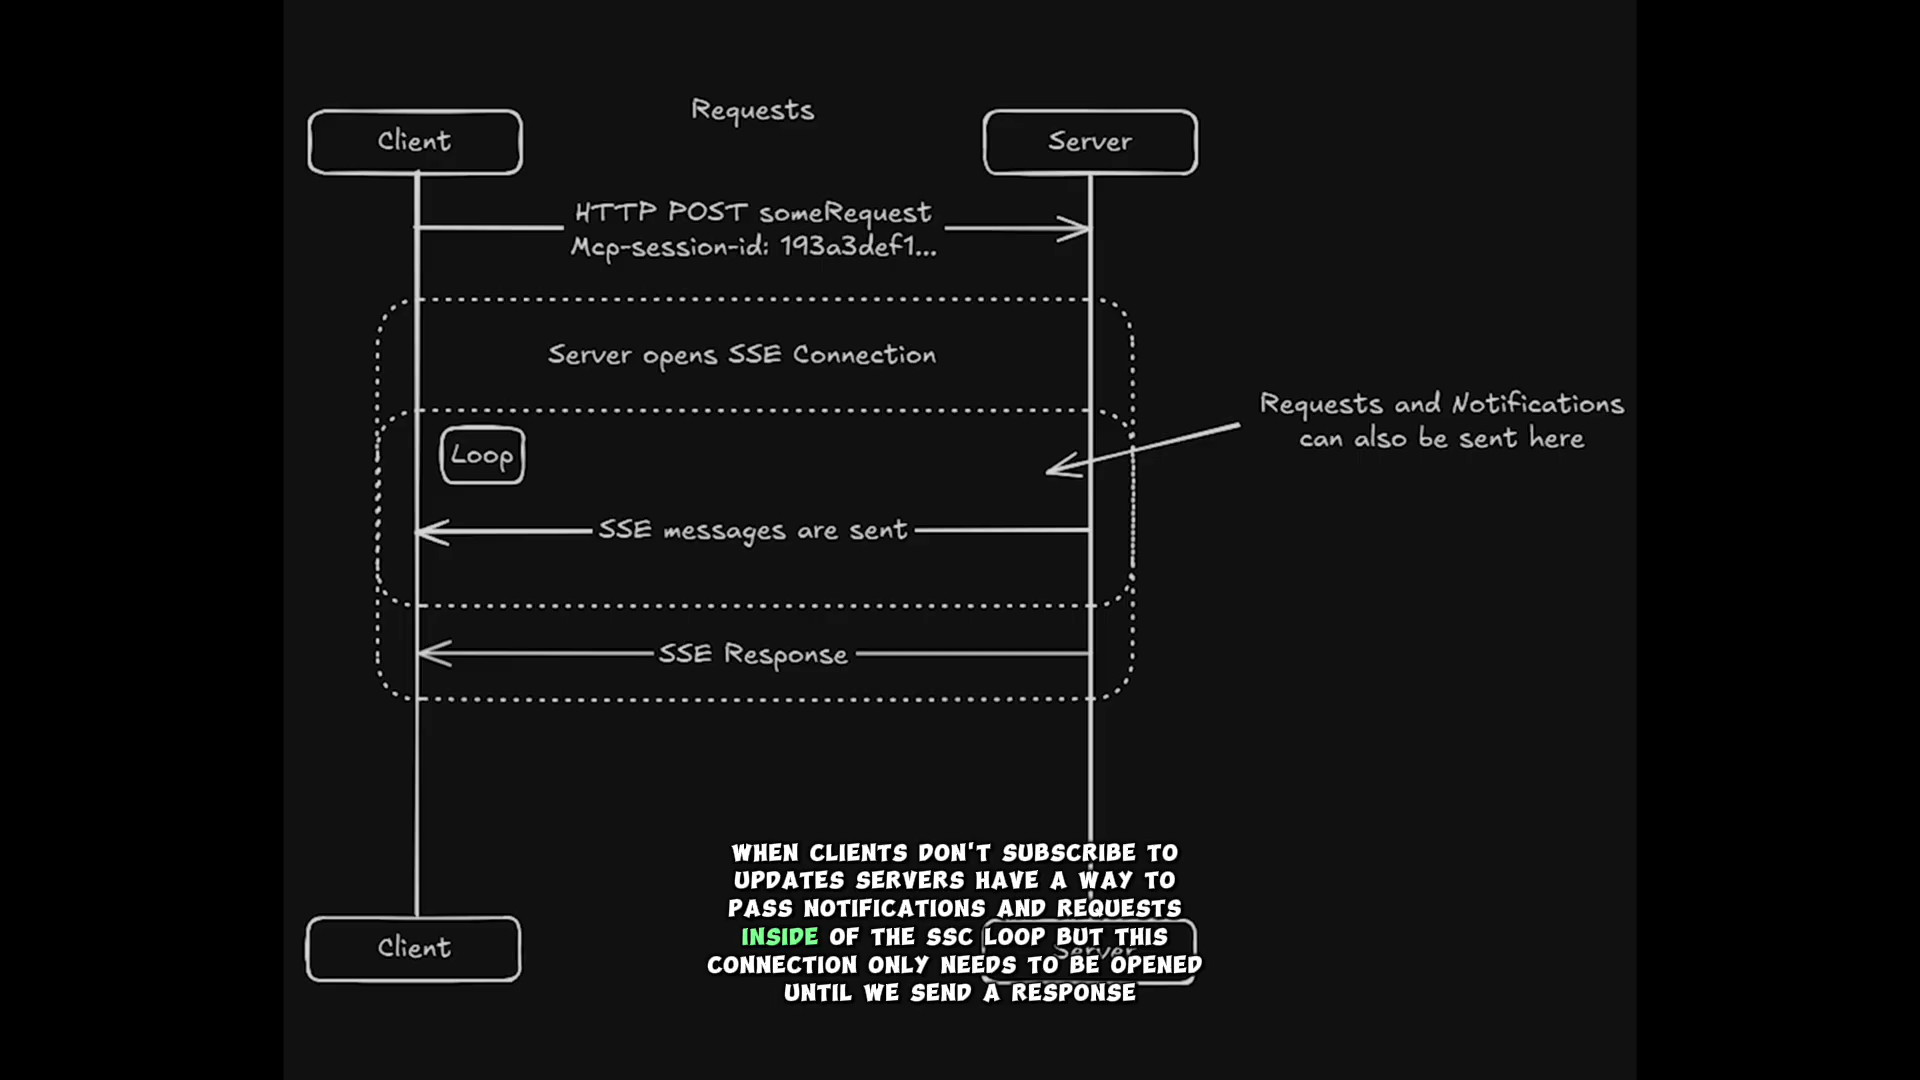 Requests
Client
Server
HTTP POST someRequest
Mcp-session-id: 193a3def1...
Server opens SSE Connection
Requests and Notifications
can also be sent here
Loop
SSE messages are sent
SSE Response
WHEN CLIENTS DON'T SUBSCRIBE TO
UPDATES SERVERS HAVE A WAY TO
PASS NOTIFICATIONS AND REQUESTS
INSIDE OF THE SSC LOOP BUT THIS
CONNECTION ONLY NEEDS TO BE OPENED
UNTIL WE SEND A RESPONSE
Client
Server